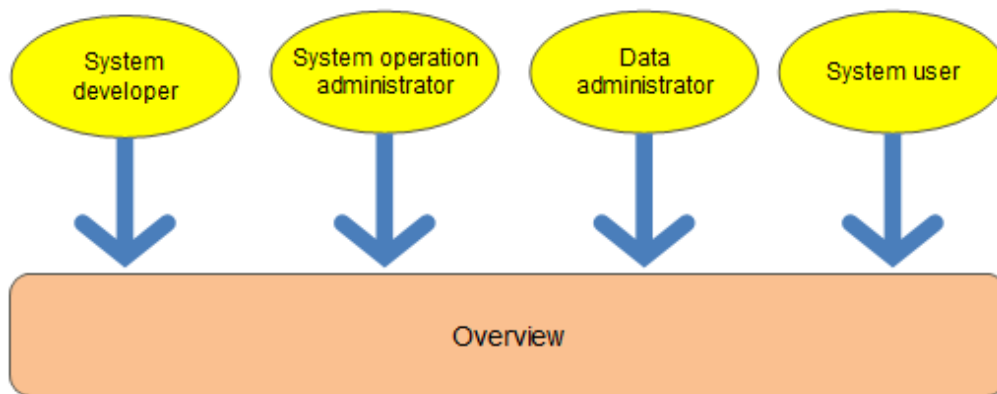 System
developer
System operation
administrator
Data
administrator
System user
Overview